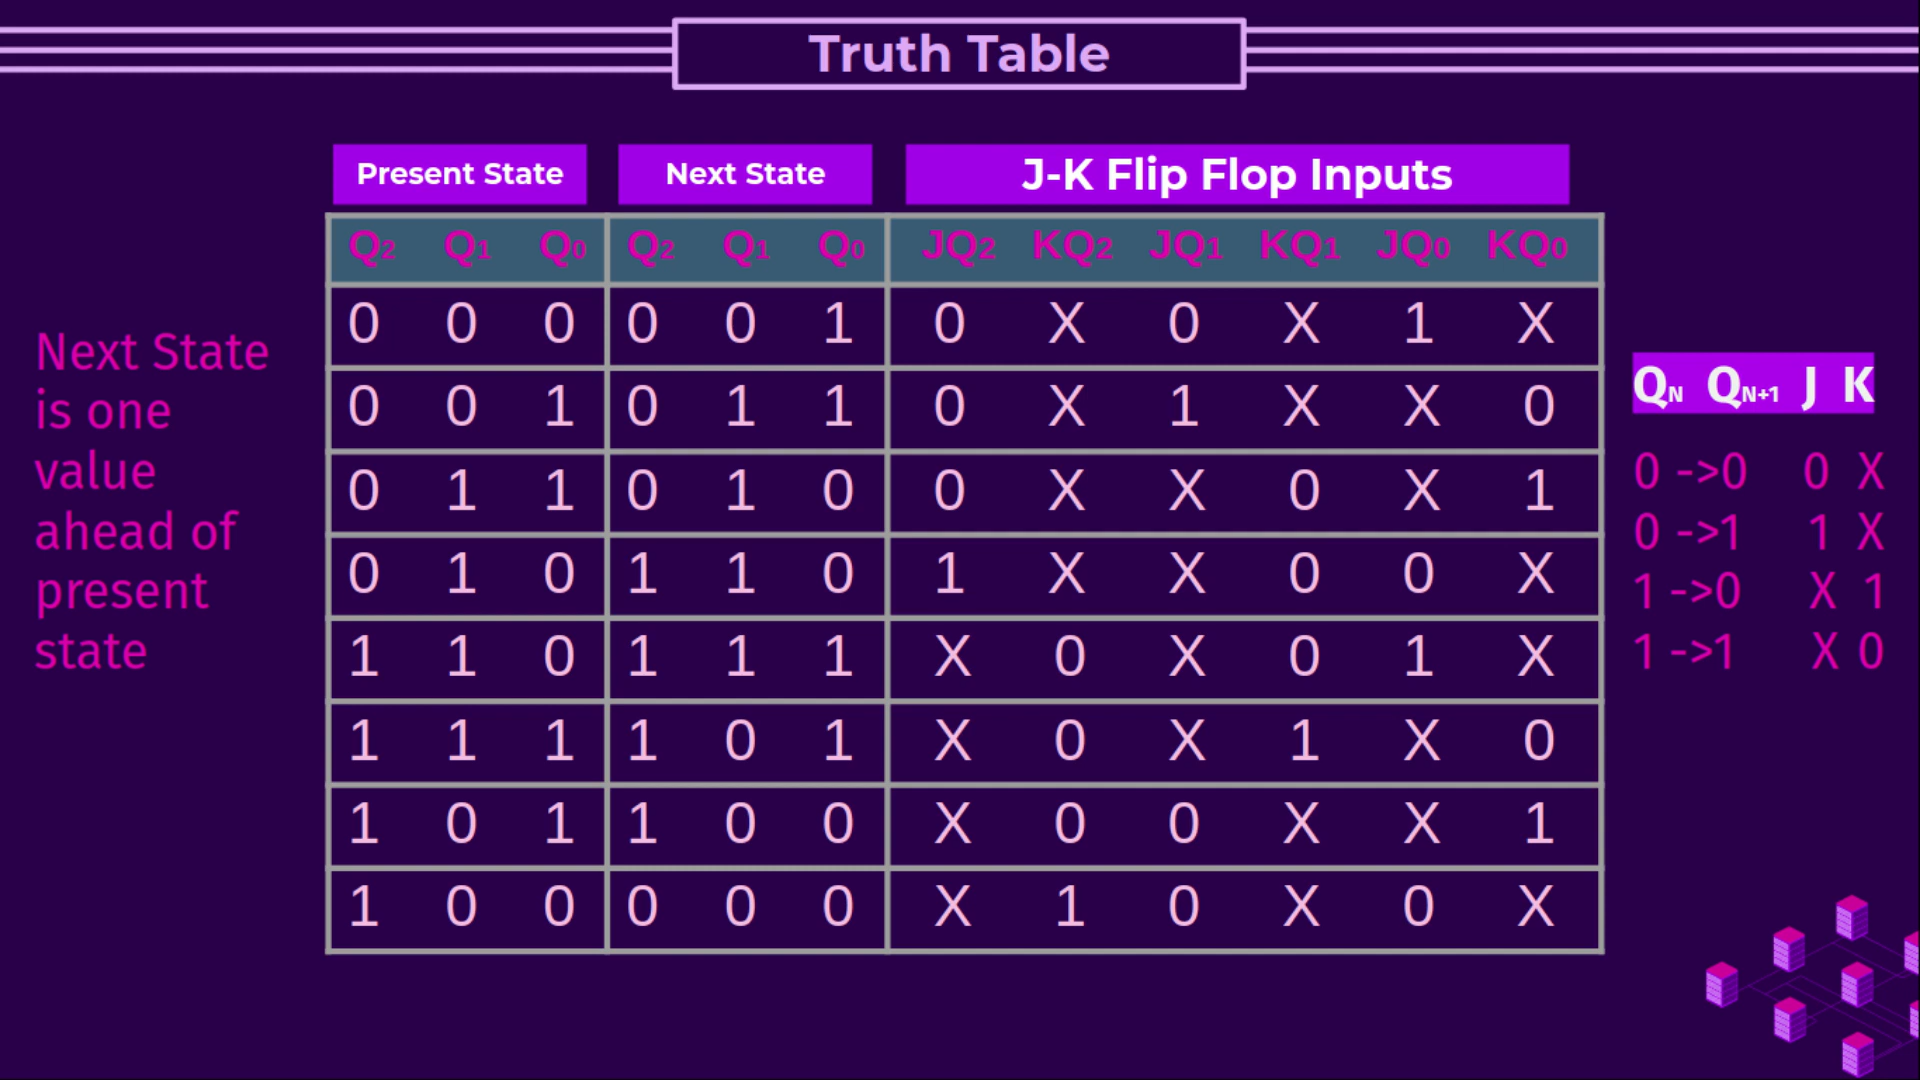 Truth Table
Present State Next State J-K Flip Flop Inputs
Q2 Q1 Q0 Q2 Q1 Q0 JQ2 KQ2 JQ1 KQ1 JQ0 KQ0
0 0 0 0 0 1 0 X 0 X 1 X
0 0 1 0 1 1 0 X 1 X X 0
0 1 1 0 1 0 0 X X 0 X 1
0 1 0 1 1 0 1 X X 0 0 X
1 1 0 1 1 1 X 0 X 0 1 X
1 1 1 1 0 1 X 0 X 1 X 0
1 0 1 1 0 0 X 0 0 X X 1
1 0 0 0 0 0 X 1 0 X 0 X
Next State
is one
value
ahead of
present
state
QN QN+1 J K
0 ->0 0 X
0 ->1 1 X
1 ->0 X 1
1 ->1 X 0